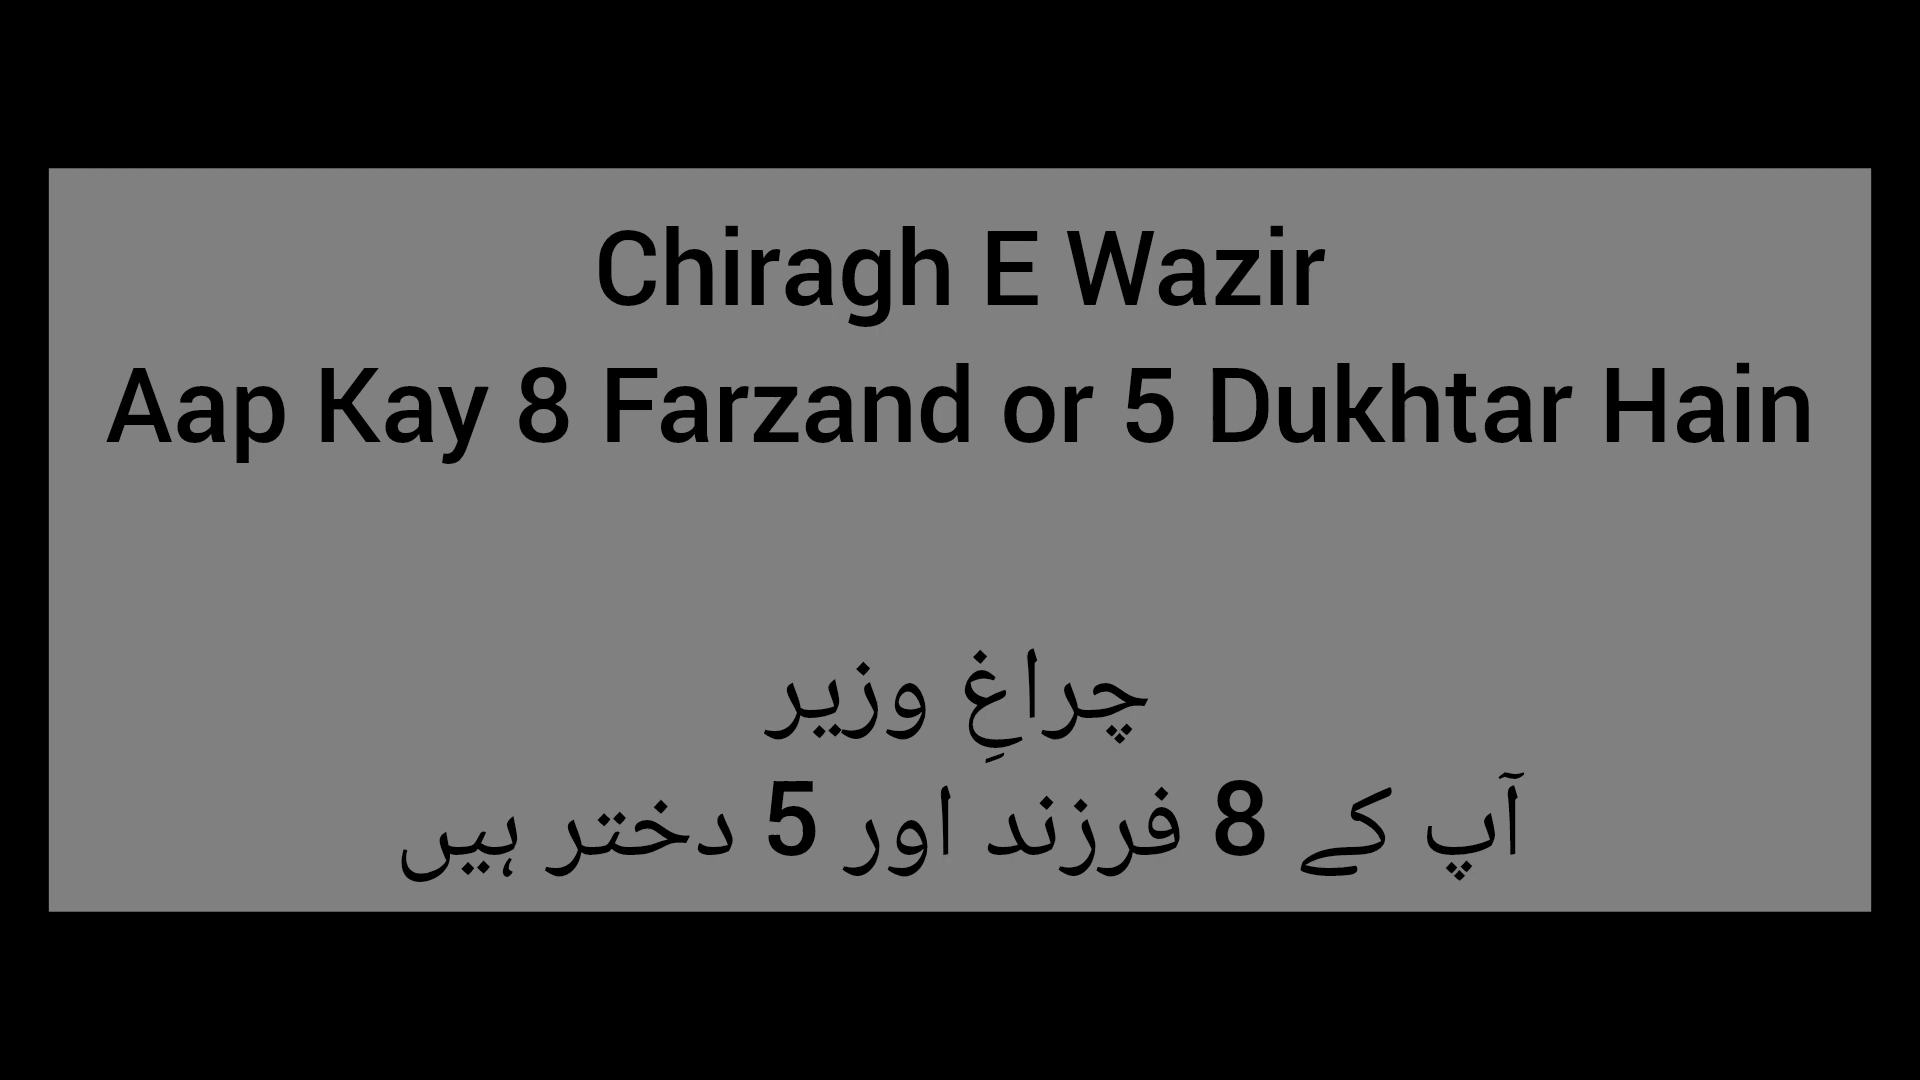 Chiragh E Wazir
Aap Kay 8 Farzand or 5 Dukhtar Hain
چراغِ وزیر
آپ کے 8 فرزند اور 5 دختر ہیں